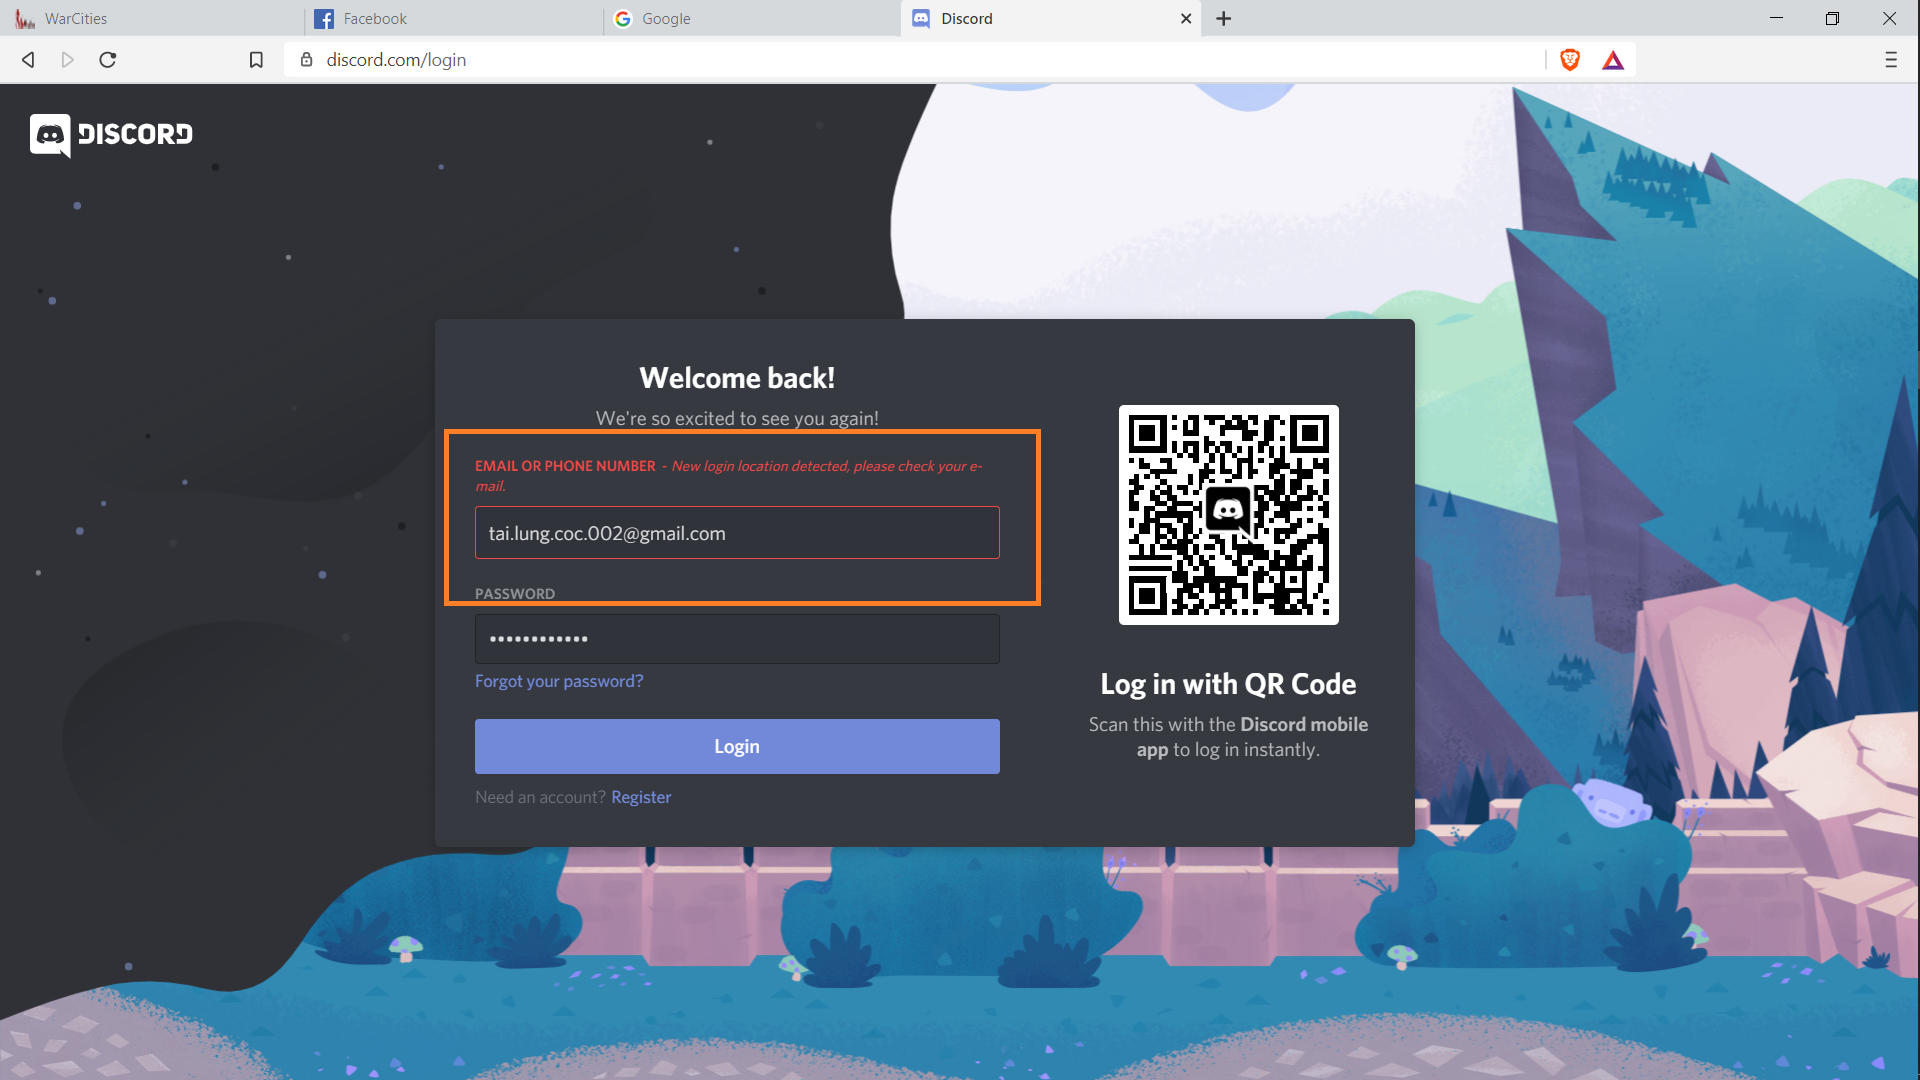 WarCities
Facebook
Google
Discord
discord.com/login
DISCORD
Welcome back!
We're so excited to see you again!
EMAIL OR PHONE NUMBER - New login location detected, please check your e-
mail.
tai.lung.coc.002@gmail.com
PASSWORD
Forgot your password?
Login
Need an account? Register
Log in with QR Code
Scan this with the Discord mobile
app to log in instantly.